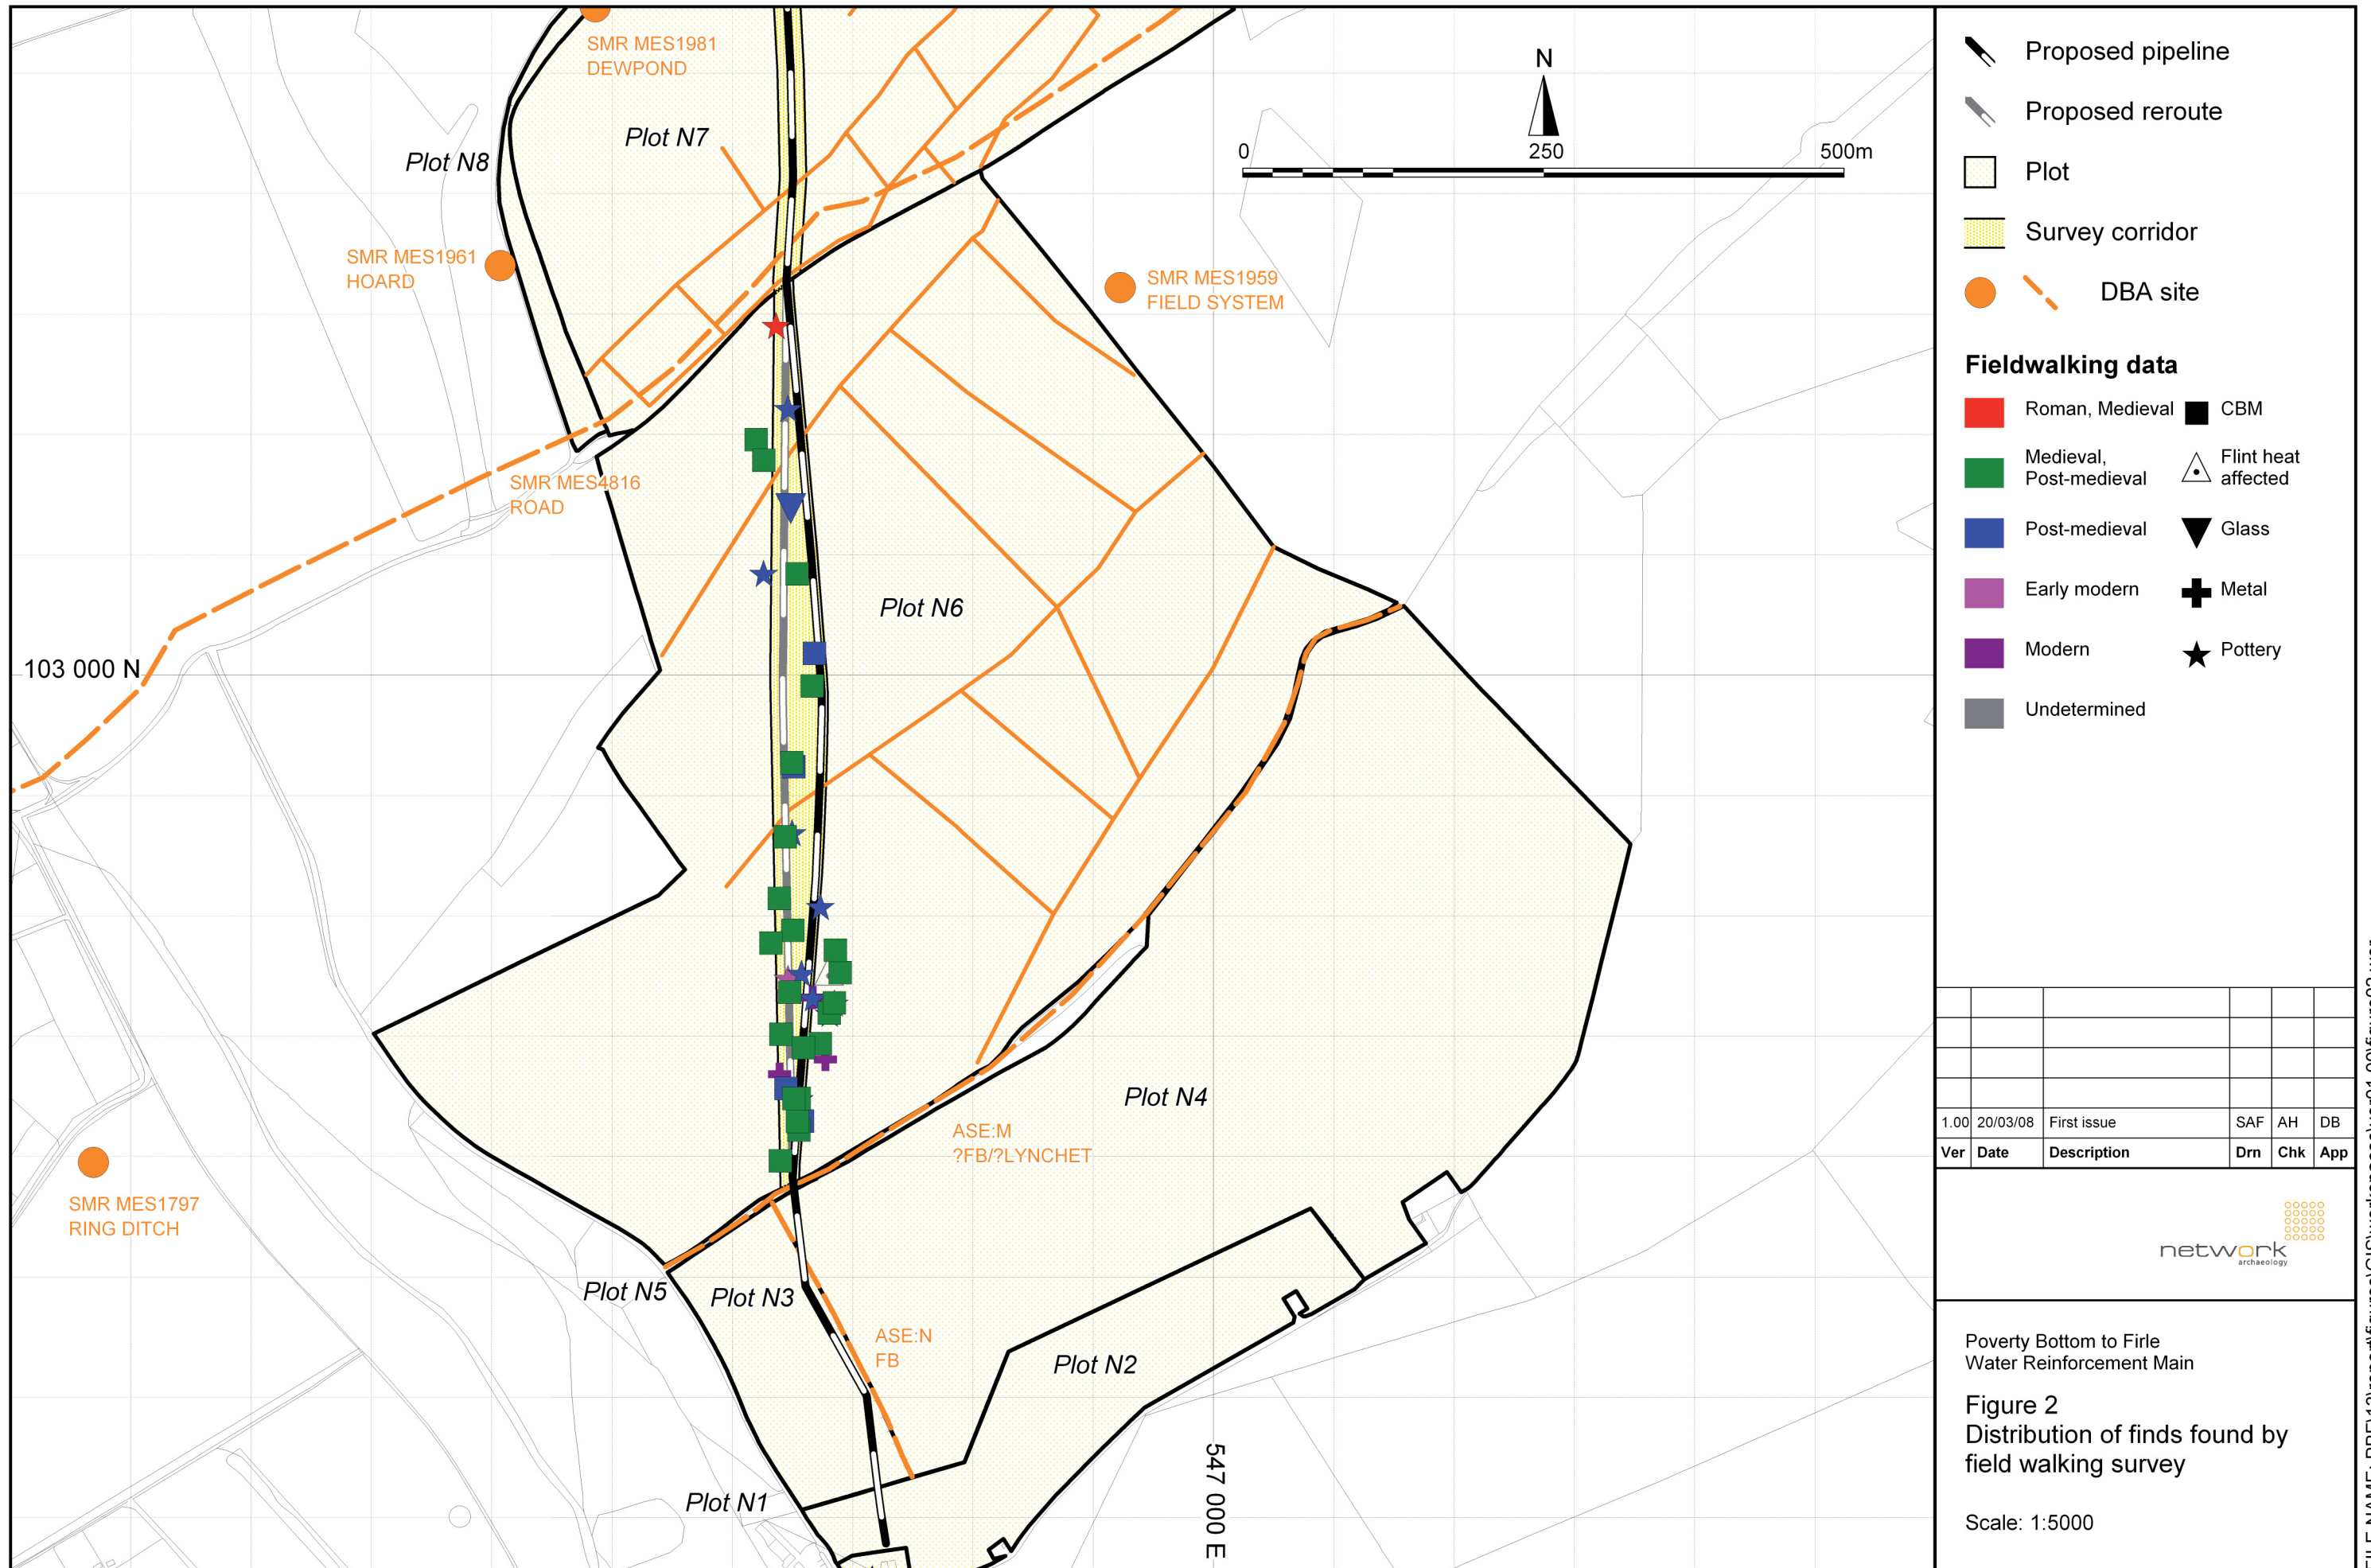 SMR MES1981
DEWPOND
Plot N7
Plot N8
SMR MES1961
HOARD
N
0 250 500m
SMR MES1959
FIELD SYSTEM
SMR MES4816
ROAD
Plot N6
103 000 N
Plot N4
ASE:M
?FB/?LYNCHET
SMR MES1797
RING DITCH
Plot N5
Plot N3
ASE:N
FB
Plot N2
Plot N1
547 000 E
Proposed pipeline
Proposed reroute
Plot
Survey corridor
DBA site
Fieldwalking data
Roman, Medieval
CBM
Medieval,
Post-medieval
Flint heat
affected
Post-medieval
Glass
Early modern
Metal
Modern
Pottery
Undetermined
1.00 20/03/08 First issue SAF AH DB
Ver Date Description Drn Chk App
network
archaeology
Poverty Bottom to Firle
Water Reinforcement Main
Figure 2
Distribution of finds found by
field walking survey
Scale: 1:5000